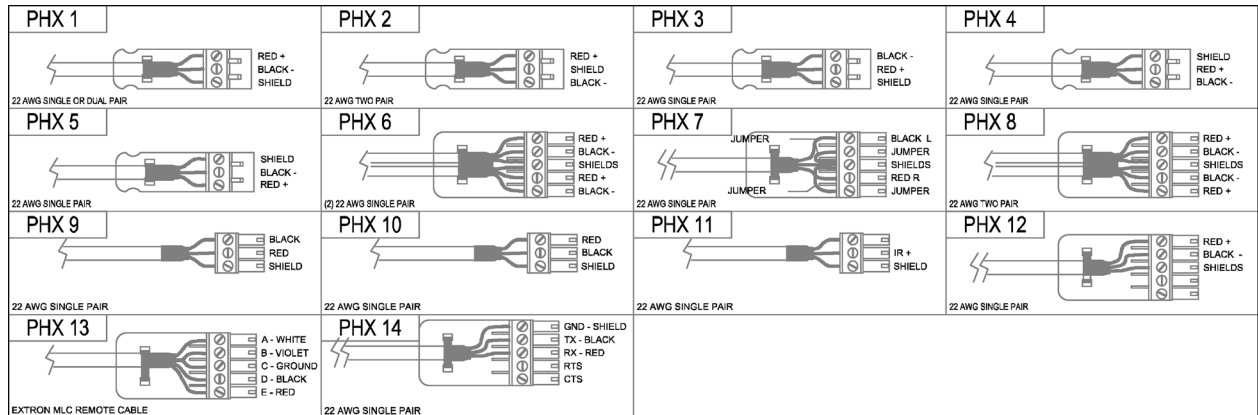 PHX 1
RED +
BLACK -
SHIELD
22 AWG SINGLE OR DUAL PAIR
PHX 2
RED +
SHIELD
BLACK -
22 AWG TWO PAIR
PHX 3
BLACK -
RED +
SHIELD
22 AWG SINGLE PAIR
PHX 4
SHIELD
RED +
BLACK -
22 AWG SINGLE PAIR
PHX 5
SHIELD
BLACK -
RED +
22 AWG SINGLE PAIR
PHX 6
RED +
BLACK -
SHIELDS
RED +
BLACK -
(2) 22 AWG SINGLE PAIR
PHX 7
JUMPER
BLACK L
JUMPER
SHIELDS
RED R
JUMPER
JUMPER
22 AWG SINGLE PAIR
PHX 8
RED +
BLACK -
SHIELDS
BLACK -
RED +
22 AWG TWO PAIR
PHX 9
BLACK
RED
SHIELD
22 AWG SINGLE PAIR
PHX 10
RED
BLACK
SHIELD
22 AWG SINGLE PAIR
PHX 11
IR +
SHIELD
22 AWG SINGLE PAIR
PHX 12
RED +
BLACK -
SHIELDS
22 AWG SINGLE PAIR
PHX 13
A - WHITE
B - VIOLET
C - GROUND
D - BLACK
E - RED
EXTRON MLC REMOTE CABLE
PHX 14
GND - SHIELD
TX - BLACK
RX - RED
RTS
CTS
22 AWG SINGLE PAIR